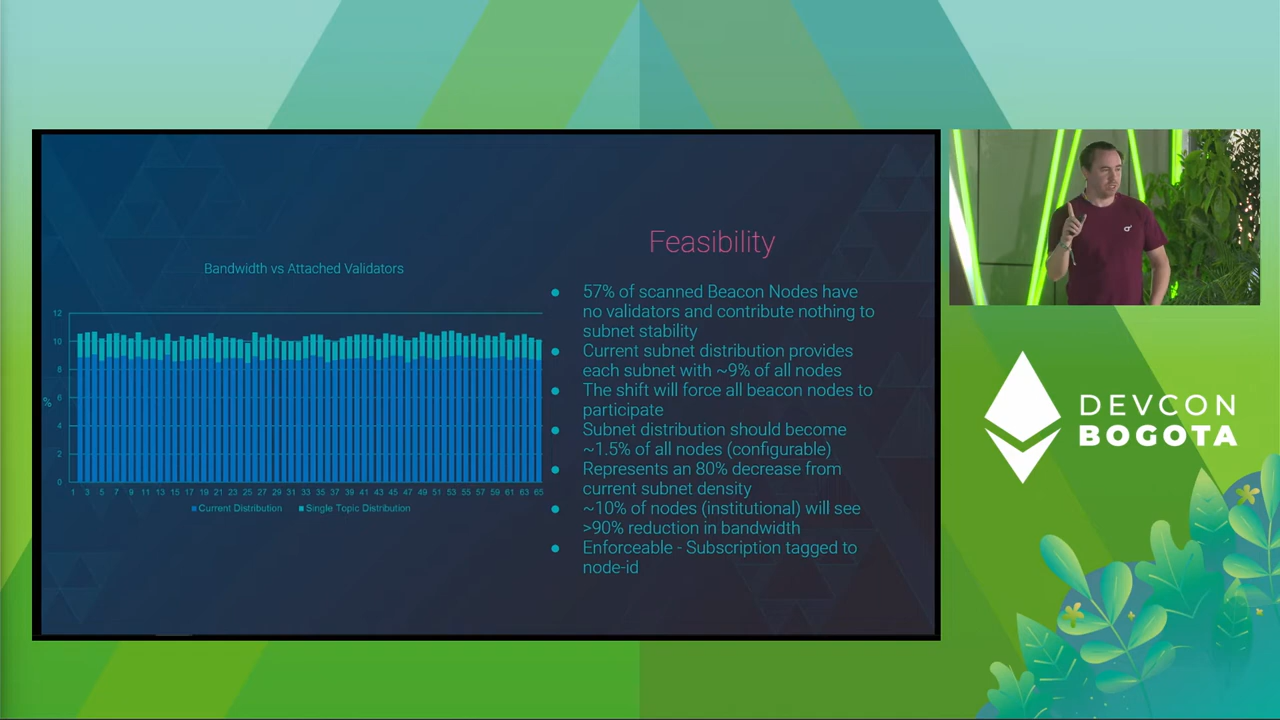 Feasibility
Bandwidth vs Attached Validators
12
10
8
6
4
2
0
%
1 3 5 7 9 11 13 15 17 19 21 23 25 27 29 31 33 35 37 39 41 43 45 47 49 51 53 55 57 59 61 63 65
Current Distribution Single Topic Distribution
57% of scanned Beacon Nodes have
no validators and contribute nothing to
subnet stability
Current subnet distribution provides
each subnet with ~9% of all nodes
The shift will force all beacon nodes to
participate
Subnet distribution should become
~1.5% of all nodes (configurable)
Represents an 80% decrease from
current subnet density
~10% of nodes (institutional) will see
>90% reduction in bandwidth
Enforceable - Subscription tagged to
node-id
DEVCON
BOGOTA